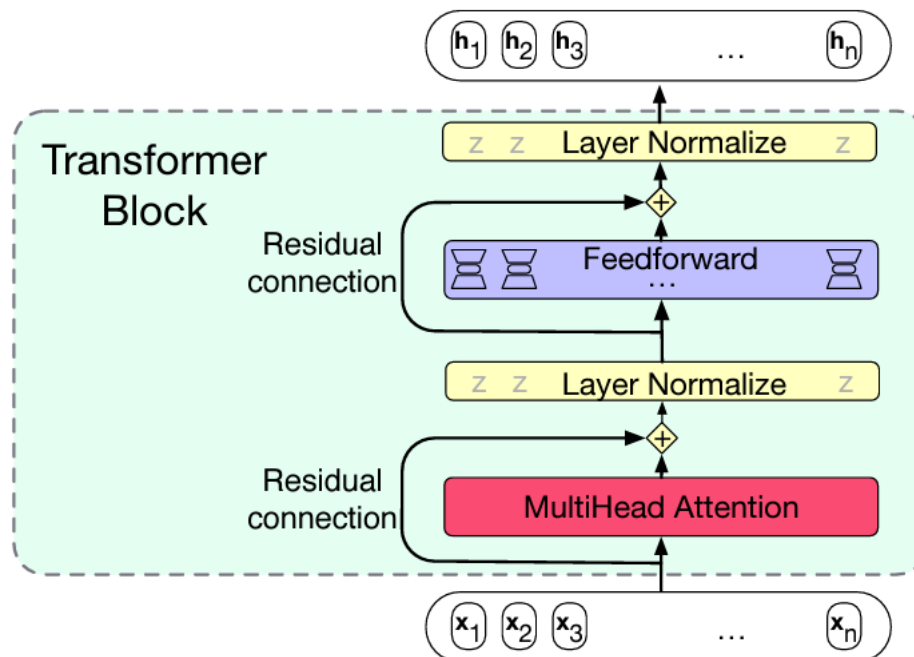 h1 h2 h3 ... hn
Transformer
Block
z z Layer Normalize z
+
Residual
connection
Feedforward
...
z z Layer Normalize z
+
Residual
connection
MultiHead Attention
x1 x2 x3 ... xn